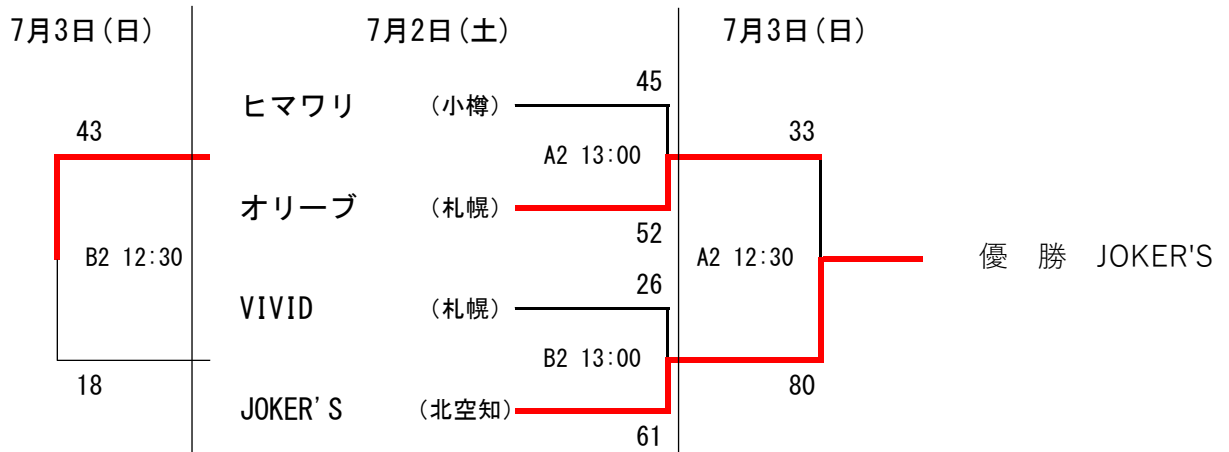 7月3日(日) 7月2日(土) 7月3日(日)
45
ヒマワリ (小樽)
43 33
A2 13:00
オリーブ (札幌)
52
B2 12:30 A2 12:30 優 勝 JOKER'S
26
VIVID (札幌)
B2 13:00
18 80
JOKER'S (北空知)
61